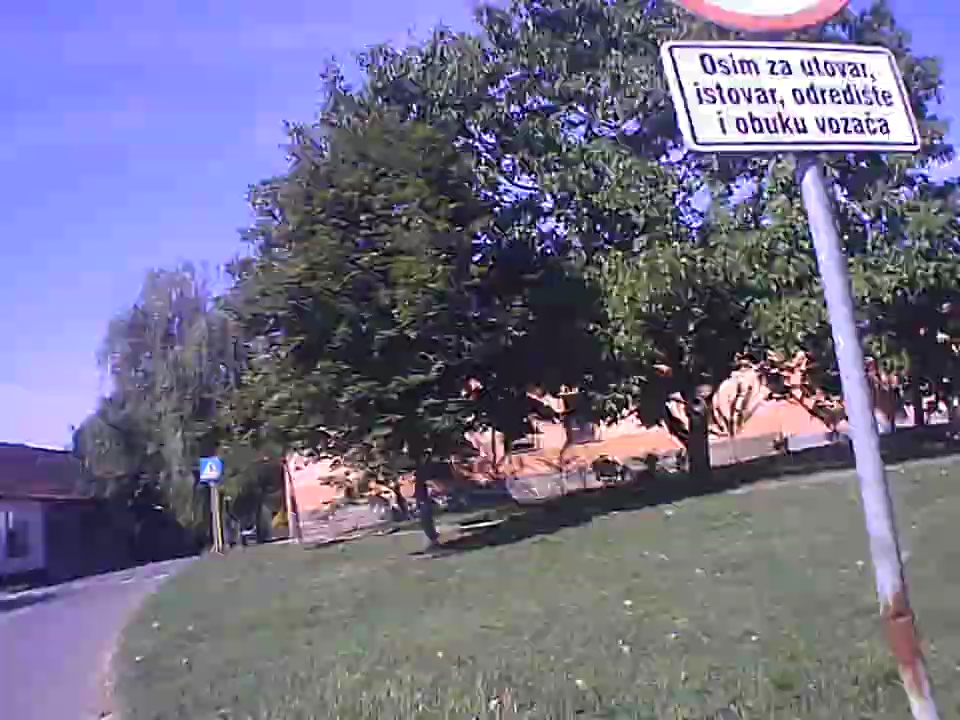 Osim za utovar,
istovar, odredište
i obuku vozača